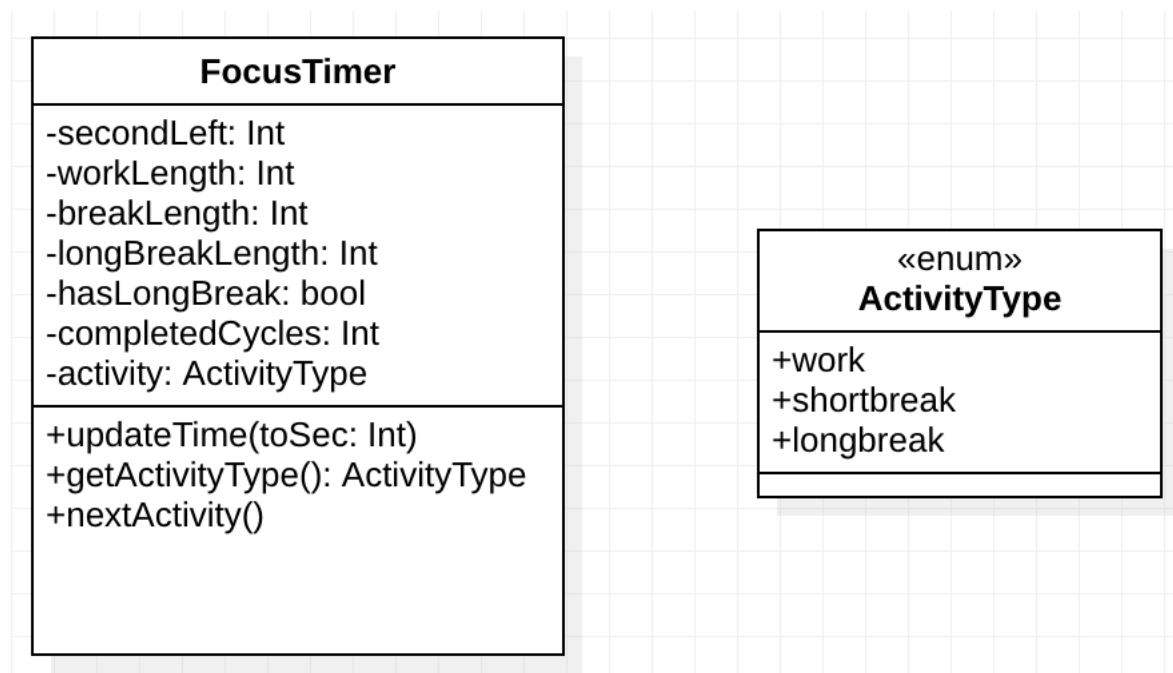 FocusTimer
-secondLeft: Int
-workLength: Int
-breakLength: Int
-longBreakLength: Int
-hasLongBreak: bool
-completedCycles: Int
-activity: ActivityType
+updateTime(toSec: Int)
+getActivityType(): ActivityType
+nextActivity()
«enum»
ActivityType
+work
+shortbreak
+longbreak